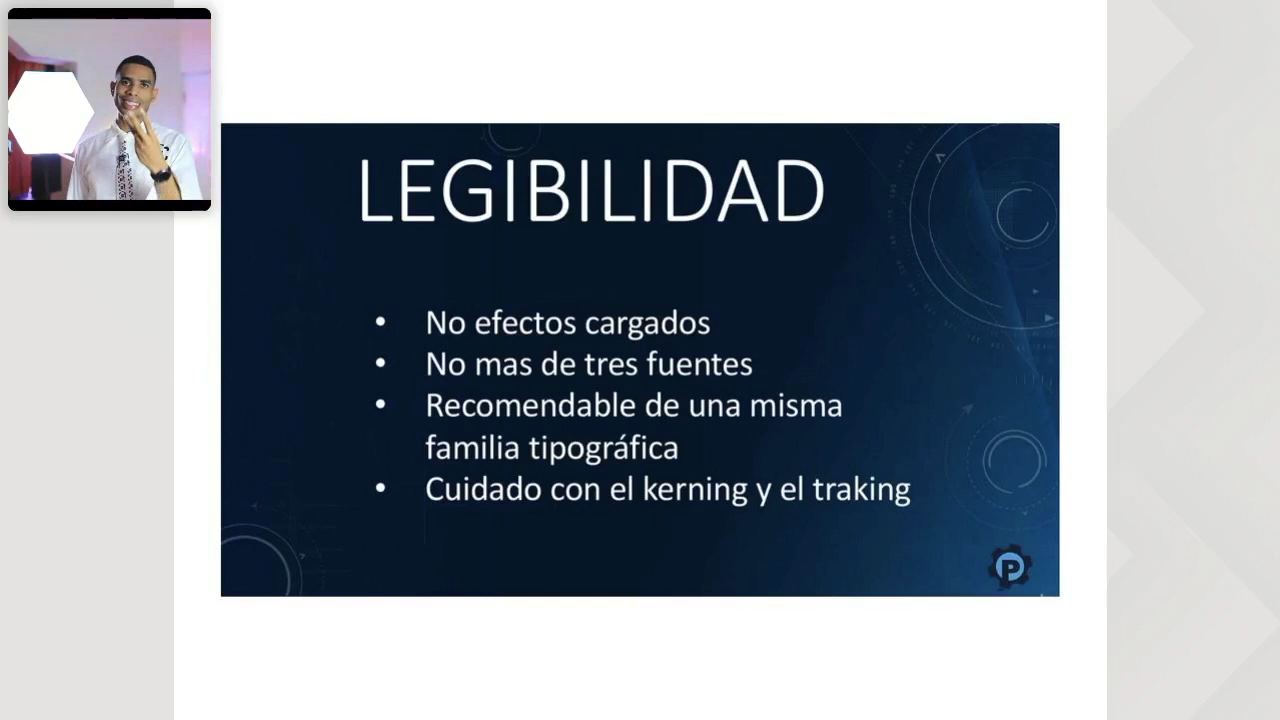 LEGIBILIDAD
• No efectos cargados
• No mas de tres fuentes
• Recomendable de una misma
familia tipográfica
• Cuidado con el kerning y el traking
P